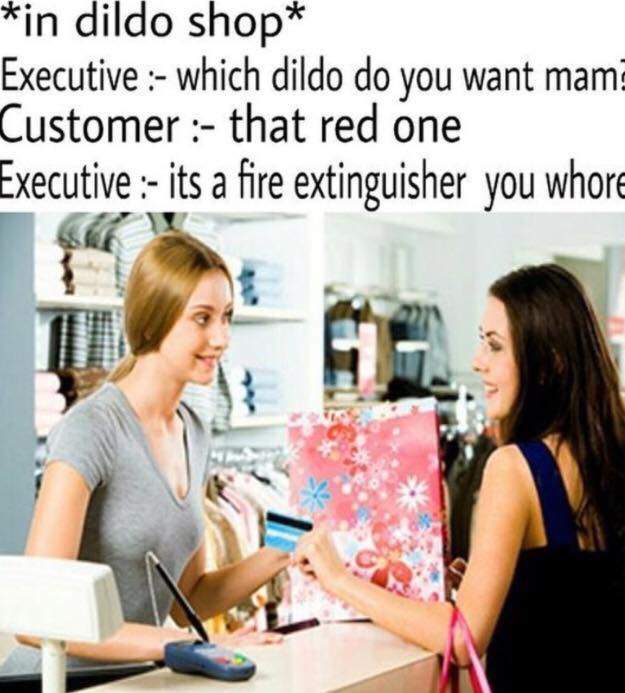 *in dildo shop*
Executive :- which dildo do you want mam?
Customer :- that red one
Executive :- its a fire extinguisher you whore